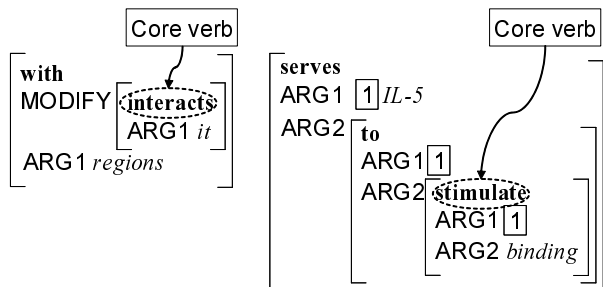 Core verb
with
MODIFY interacts
ARG1 it
ARG1 regions
Core verb
serves
ARG1 1 IL-5
ARG2
to
ARG1 1
ARG2 stimulate
ARG1 1
ARG2 binding